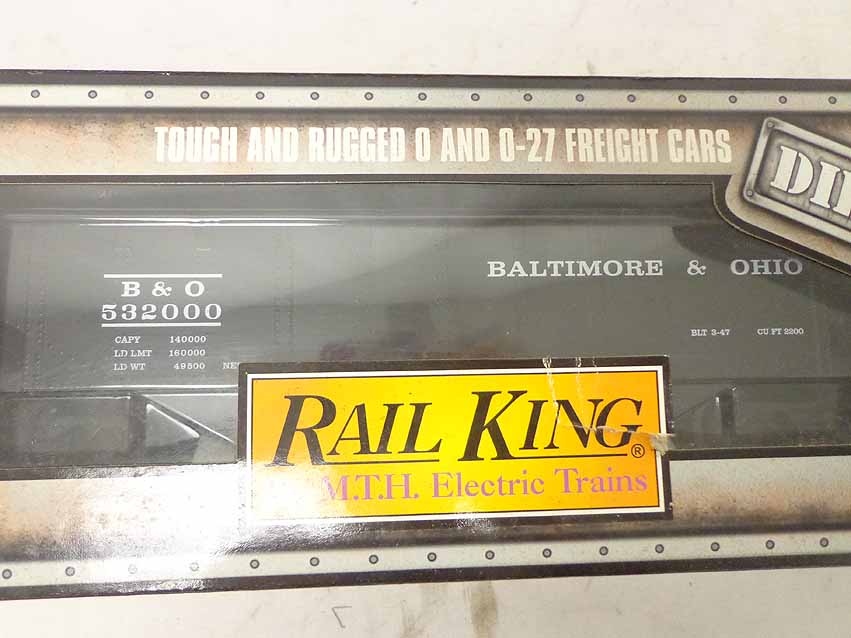 TOUGH AND RUGGED O AND O-27 FREIGHT CARS
B & O
532000
CAPY 140000
LD LMT 160000
LD WT 49500
BALTIMORE & OHIO
BLT 3-47 CU FT 2200
RAIL KING®
M.T.H. Electric Trains